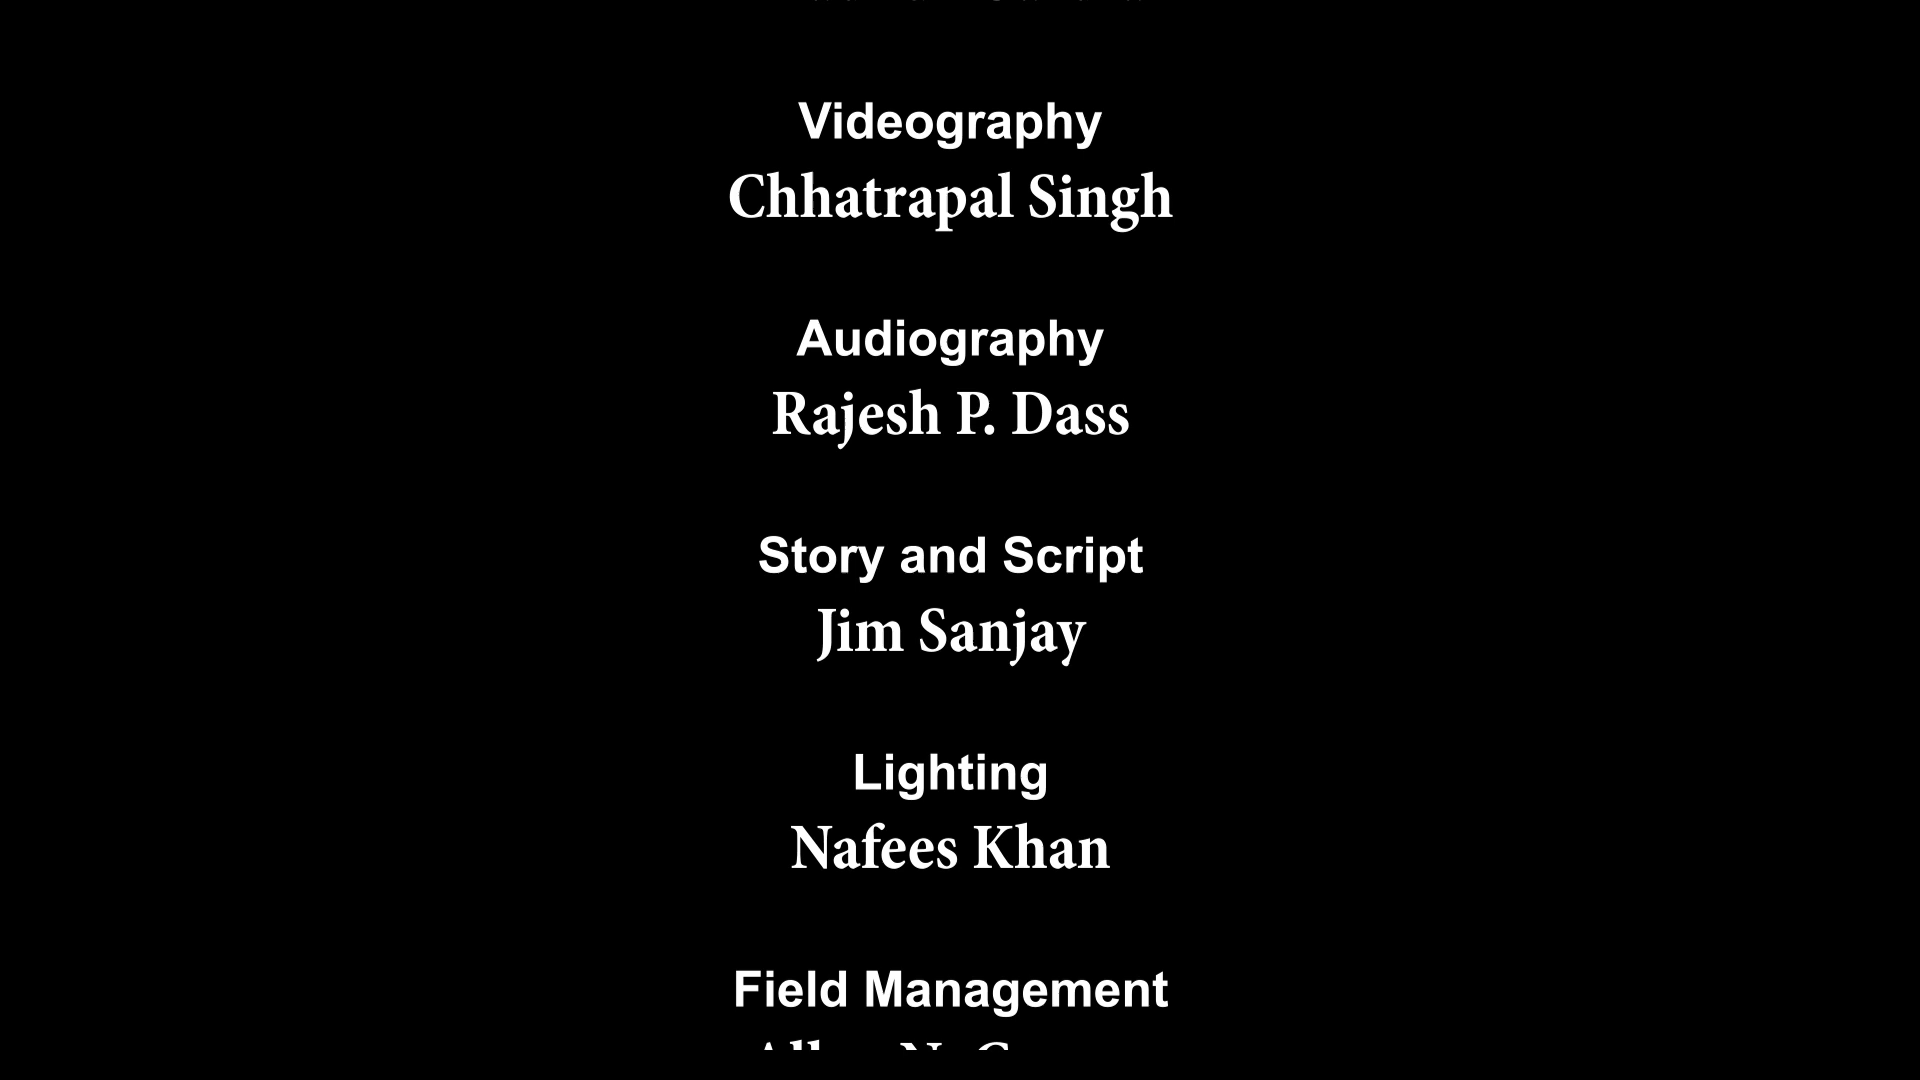 Videography
Chhatrapal Singh
Audiography
Rajesh P. Dass
Story and Script
Jim Sanjay
Lighting
Nafees Khan
Field Management